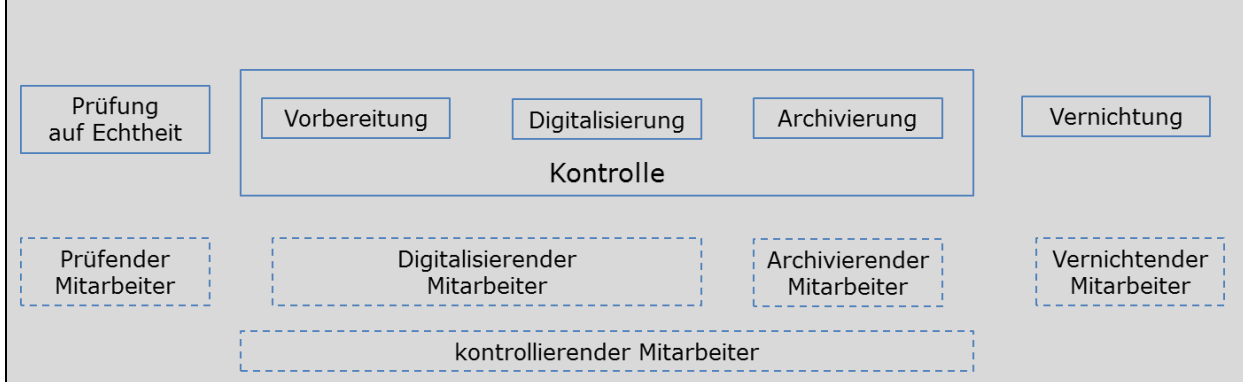 Prüfung
auf Echtheit
Vorbereitung
Digitalisierung
Archivierung
Kontrolle
Vernichtung
Prüfender
Mitarbeiter
Digitalisierender
Mitarbeiter
Archivierender
Mitarbeiter
Vernichtender
Mitarbeiter
kontrollierender Mitarbeiter